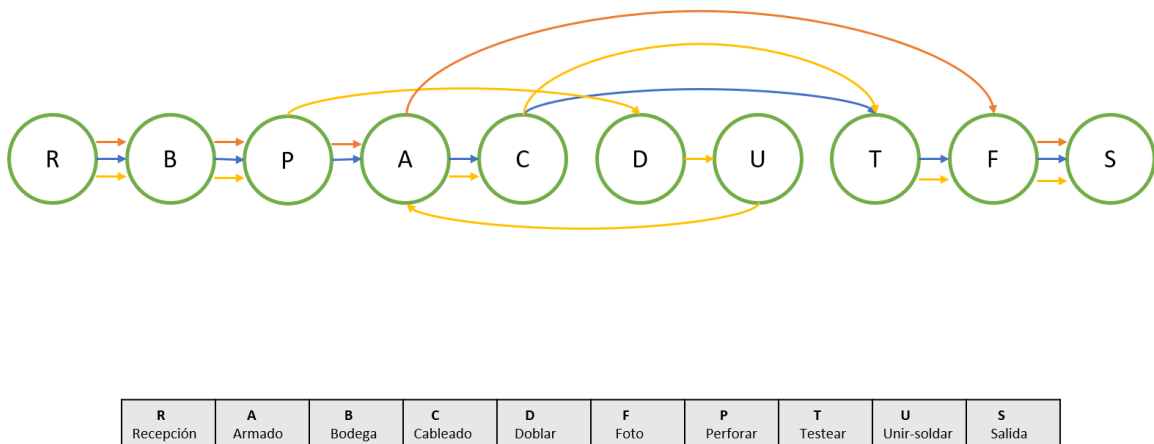 R B P A C D U T F S
R A B C D F P T U S
Recepción Armado Bodega Cableado Doblar Foto Perforar Testear Unir-soldar Salida